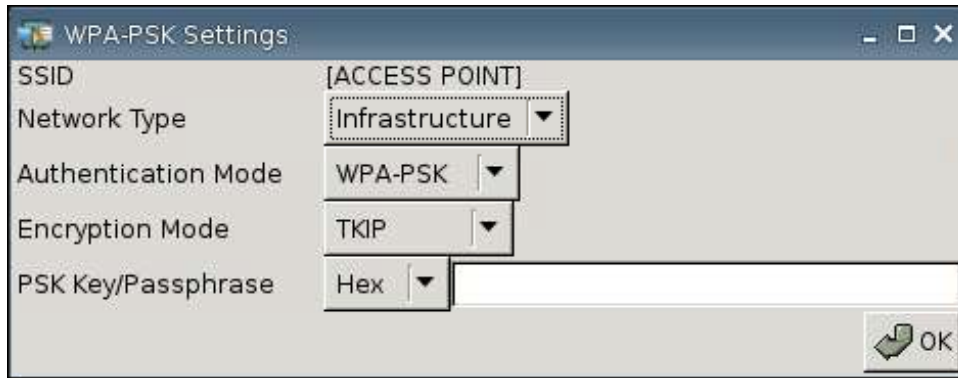 WPA-PSK Settings
SSID [ACCESS POINT]
Network Type Infrastructure
Authentication Mode WPA-PSK
Encryption Mode TKIP
PSK Key/Passphrase Hex
OK